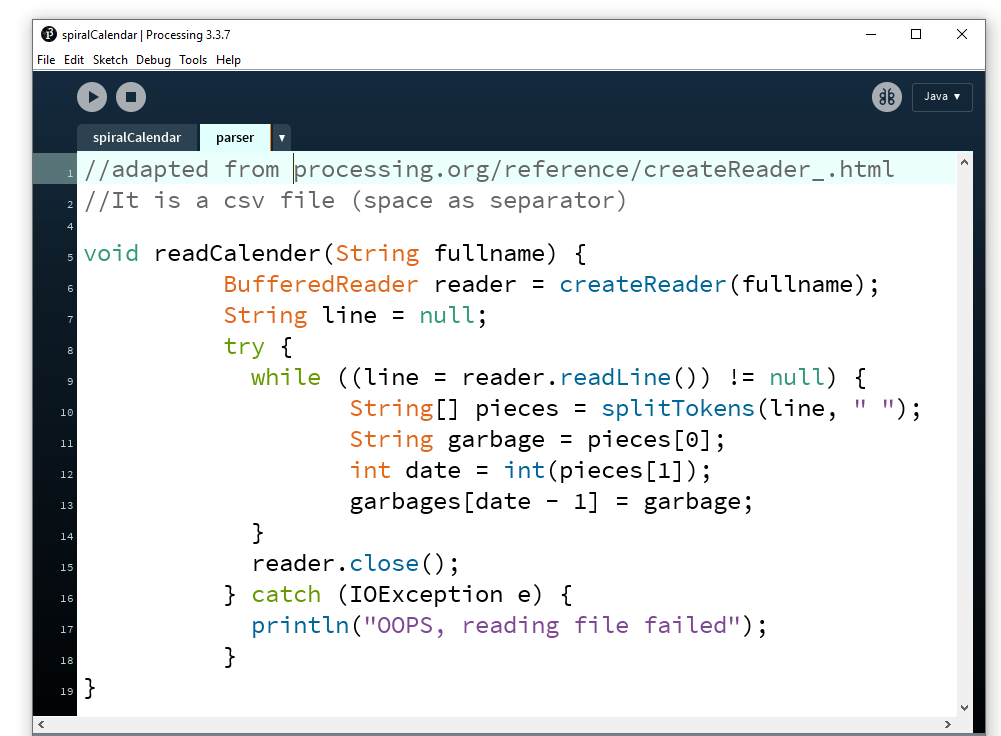 spiralCalendar | Processing 3.3.7
File Edit Sketch Debug Tools Help
Java ▼
spiralCalendar parser ▼
1 //adapted from processing.org/reference/createReader_.html
2 //It is a csv file (space as separator)
4
5 void readCalender(String fullname) {
6 BufferedReader reader = createReader(fullname);
7 String line = null;
8 try {
9 while ((line = reader.readLine()) != null) {
10 String[] pieces = splitTokens(line, " ");
11 String garbage = pieces[0];
12 int date = int(pieces[1]);
13 garbages[date - 1] = garbage;
14 }
15 reader.close();
16 } catch (IOException e) {
17 println("OOPS, reading file failed");
18 }
19 }